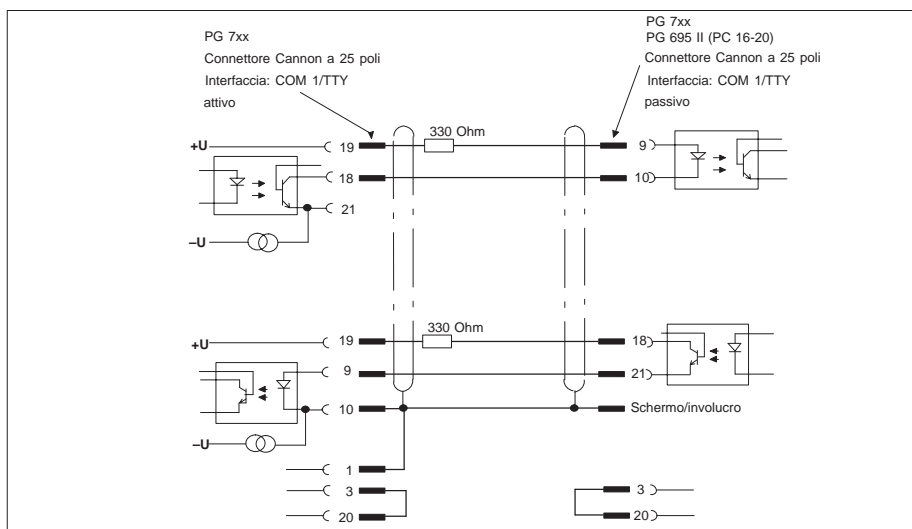 PG 7xx
Connettore Cannon a 25 poli
Interfaccia: COM 1/TTY
attivo
PG 7xx
PG 695 II (PC 16-20)
Connettore Cannon a 25 poli
Interfaccia: COM 1/TTY
passivo
330 Ohm
+U
19
9
18
10
21
–U
330 Ohm
+U
19
18
9
21
10
Schermo/involucro
–U
1
3
3
20
20